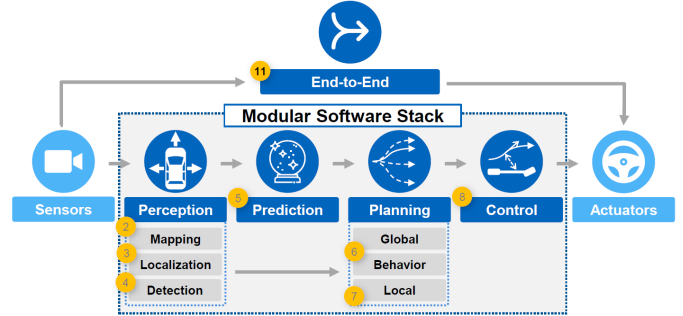 11
End-to-End
Modular Software Stack
Sensors
Perception
5
Prediction
Planning
8
Control
Actuators
2
Mapping
3
Localization
4
Detection
Global
6
Behavior
7
Local